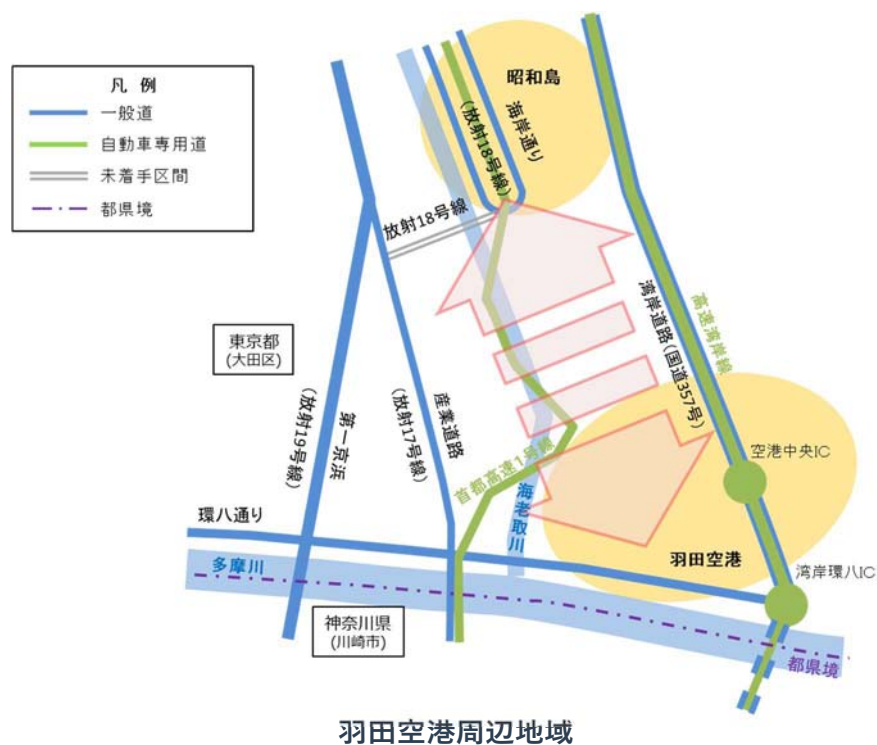 凡 例
一般道
自動車専用道
未着手区間
都県境
昭和島
海岸通り
(放射18号線)
放射18号線
東京都
(大田区)
第一京浜
(放射19号線)
産業道路
(放射17号線)
首都高速1号線
海老取川
湾岸道路(国道357号)
高速湾岸線
空港中央IC
湾岸環八IC
羽田空港
環八通り
多摩川
神奈川県
(川崎市)
都県境
羽田空港周辺地域